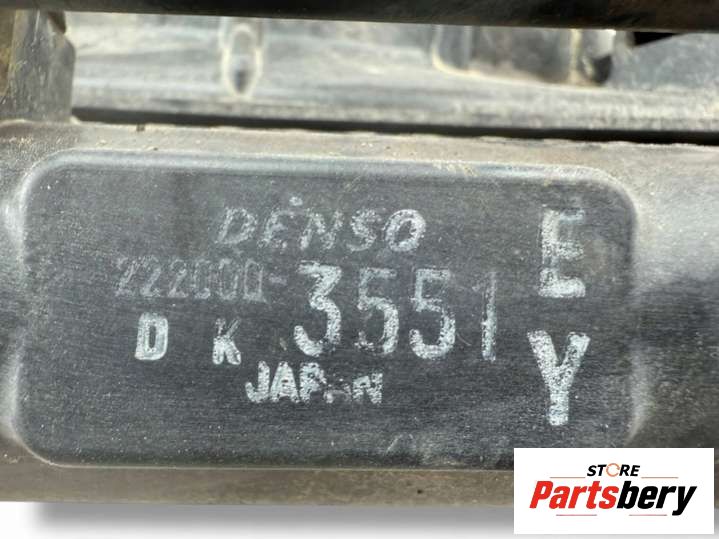 DENSO
222000-3551
D K
JAPAN
E
Y
STORE
Partsbery